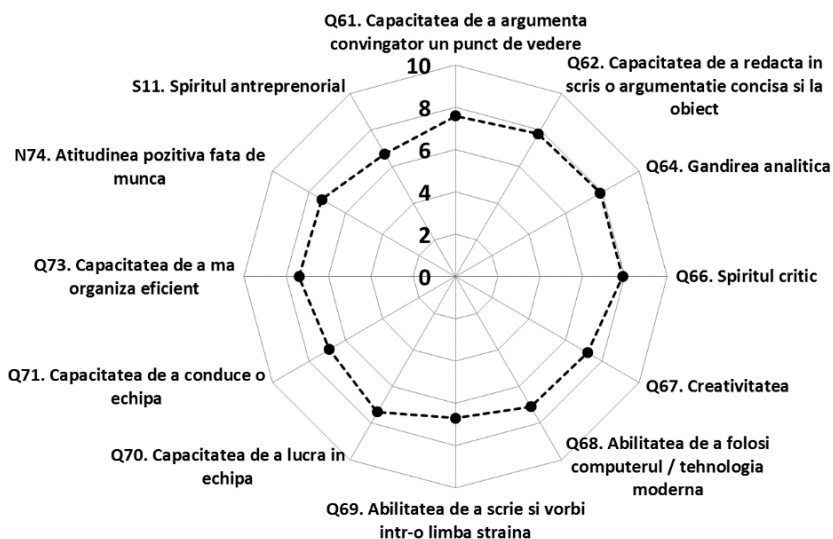 Q61. Capacitatea de a argumenta
convingator un punct de vedere
Q62. Capacitatea de a redacta in
scris o argumentatie concisa si la
obiect
Q64. Gandirea analitica
Q66. Spiritul critic
Q67. Creativitatea
Q68. Abilitatea de a folosi
computerul / tehnologia
moderna
Q69. Abilitatea de a scrie si vorbi
intr-o limba straina
Q70. Capacitatea de a lucra in
echipa
Q71. Capacitatea de a conduce o
echipa
Q73. Capacitatea de a ma
organiza eficient
N74. Atitudinea pozitiva fata de
munca
S11. Spiritul antreprenorial
10
8
6
4
2
0